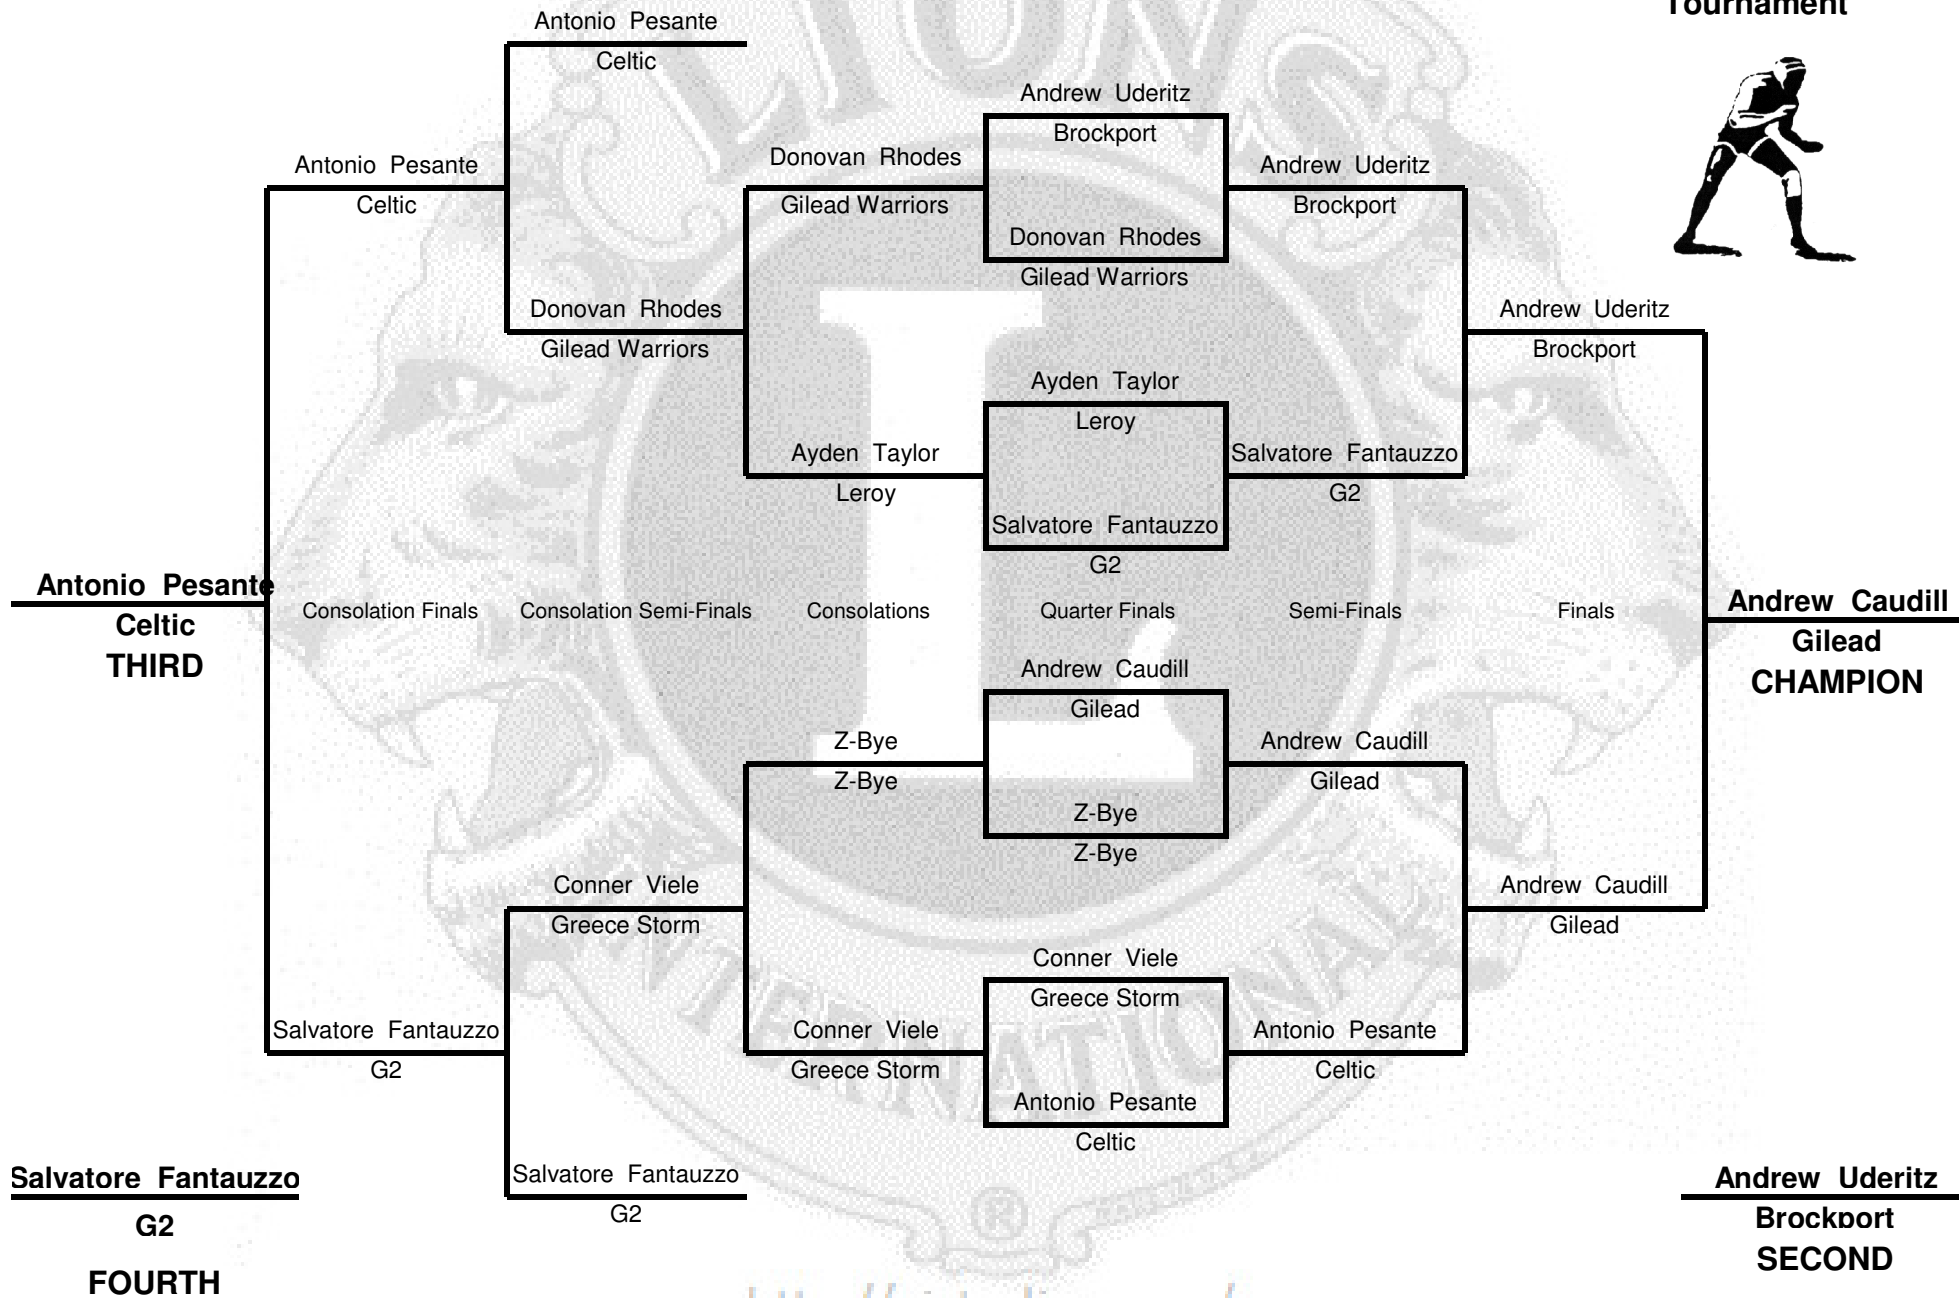 Tournament
Antonio Pesante
Celtic
Andrew Uderitz
Brockport
Antonio Pesante
Celtic
Donovan Rhodes
Gilead Warriors
Andrew Uderitz
Brockport
Donovan Rhodes
Gilead Warriors
Donovan Rhodes
Gilead Warriors
Andrew Uderitz
Brockport
Ayden Taylor
Leroy
Ayden Taylor
Leroy
Salvatore Fantauzzo
G2
Salvatore Fantauzzo
G2
Antonio Pesante
Celtic
THIRD
Consolation Finals
Consolation Semi-Finals
Consolations
Quarter Finals
Semi-Finals
Finals
Andrew Caudill
Gilead
CHAMPION
Andrew Caudill
Gilead
Z-Bye
Z-Bye
Andrew Caudill
Gilead
Z-Bye
Z-Bye
Conner Viele
Greece Storm
Andrew Caudill
Gilead
Conner Viele
Greece Storm
Salvatore Fantauzzo
G2
Conner Viele
Greece Storm
Antonio Pesante
Celtic
Antonio Pesante
Celtic
Salvatore Fantauzzo
G2
FOURTH
Salvatore Fantauzzo
G2
Andrew Uderitz
Brockport
SECOND
LIONS
L
INTERNATIONAL
®